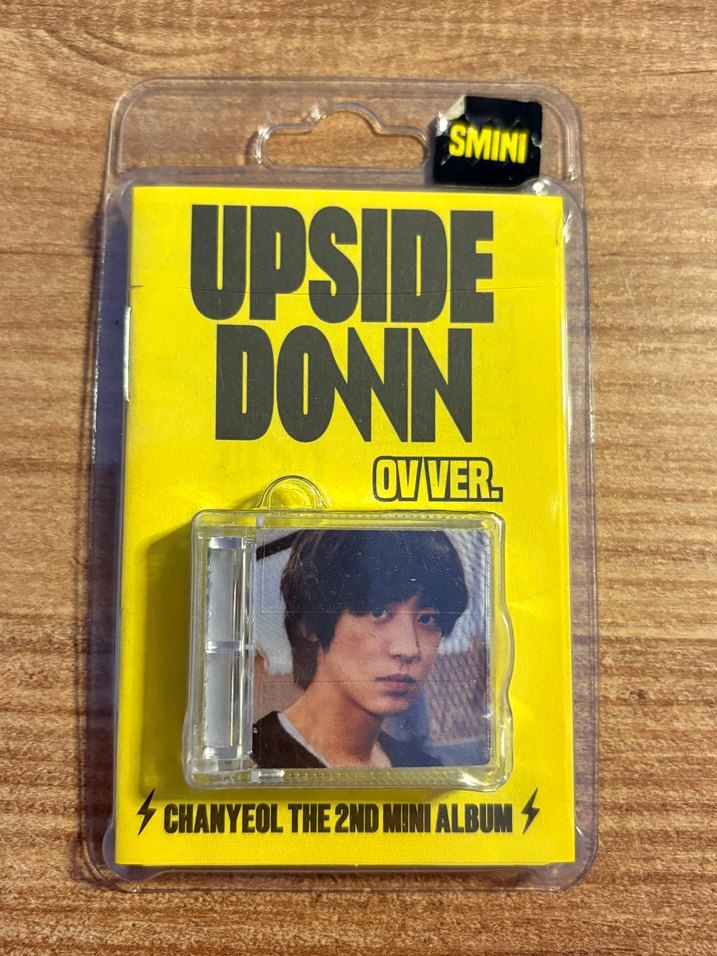 SMINI
UPSIDE
DOWN
OV VER.
CHANYEOL THE 2ND MINI ALBUM